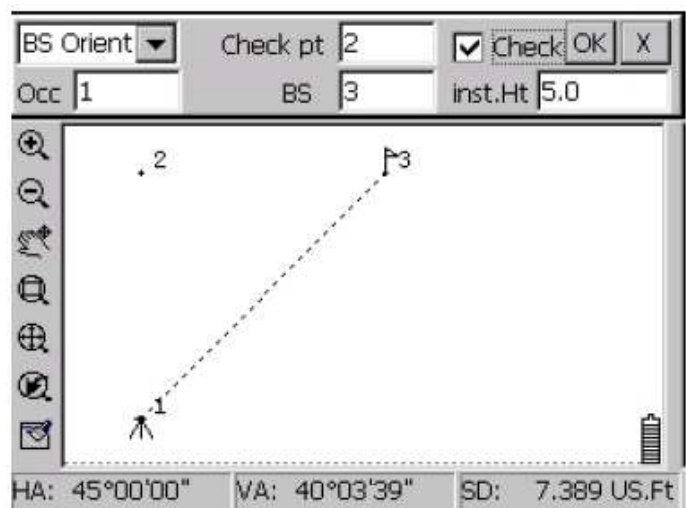 BS Orient Check pt 2 Check OK X
Occ 1 BS 3 inst.Ht 5.0
2 3
1
HA: 45°00'00" VA: 40°03'39" SD: 7.389 US.Ft